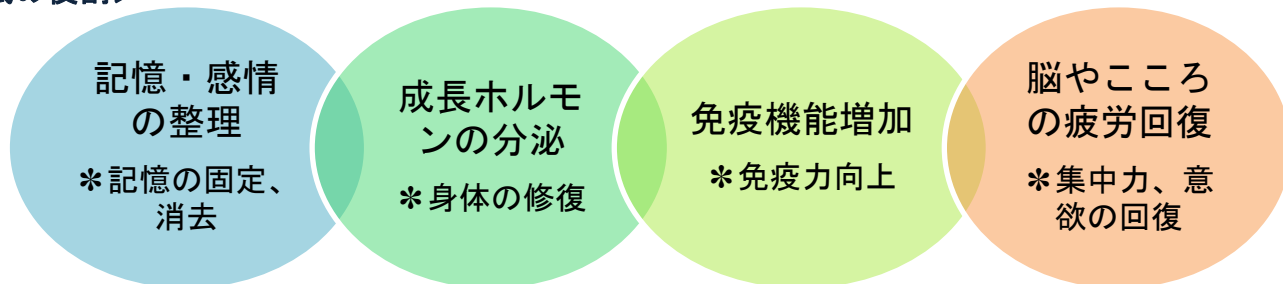 記憶・感情
の整理
＊記憶の固定、
消去
成長ホルモ
ンの分泌
＊身体の修復
免疫機能増加
＊免疫力向上
脳やこころ
の疲労回復
＊集中力、意
欲の回復